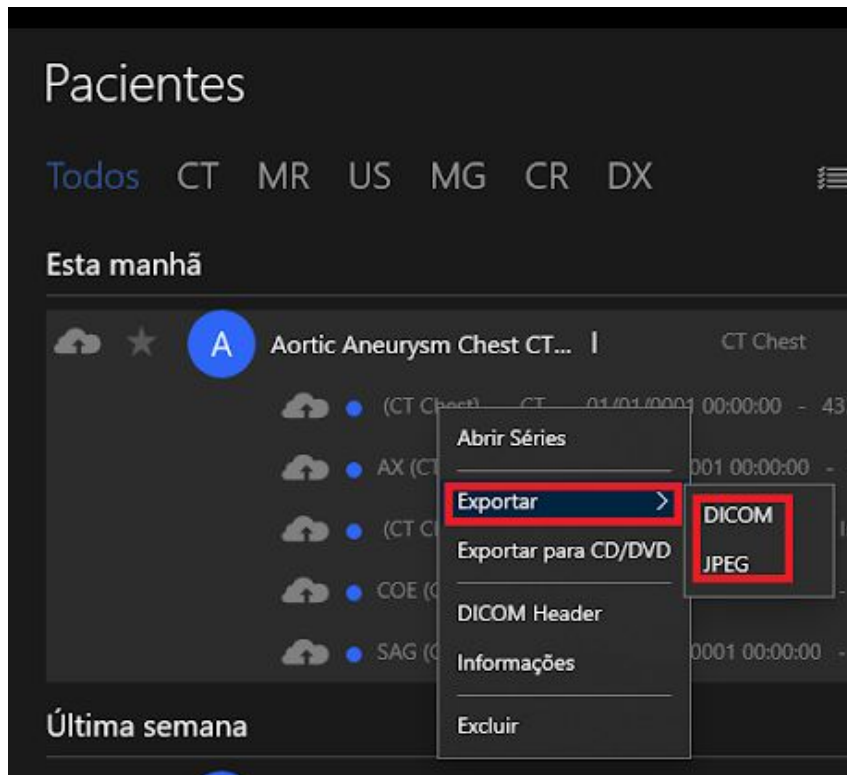 Pacientes
Todos CT MR US MG CR DX
Esta manhã
A Aortic Aneurysm Chest CT... CT Chest
(CT Chest) CT 01/01/0001 00:00:00 - 43
Abrir Séries
AX (CT 001 00:00:00 -
Exportar >
DICOM
(CT C
Exportar para CD/DVD
JPEG
COE (
DICOM Header
SAG ( 0001 00:00:00 -
Informações
Última semana
Excluir